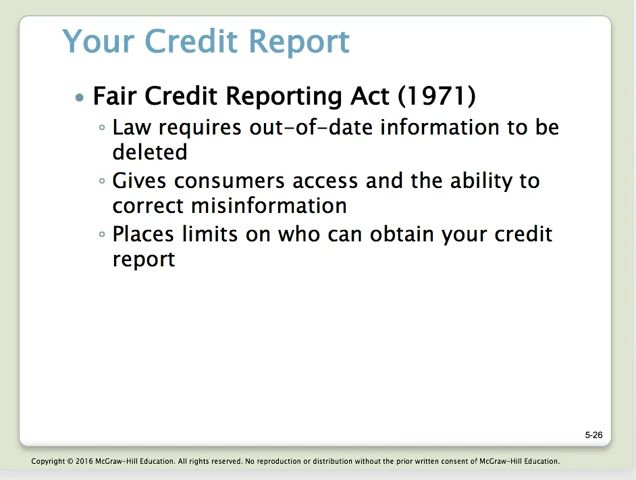 Your Credit Report
• Fair Credit Reporting Act (1971)
◦ Law requires out-of-date information to be
deleted
◦ Gives consumers access and the ability to
correct misinformation
◦ Places limits on who can obtain your credit
report
5-26
Copyright © 2016 McGraw-Hill Education. All rights reserved. No reproduction or distribution without the prior written consent of McGraw-Hill Education.